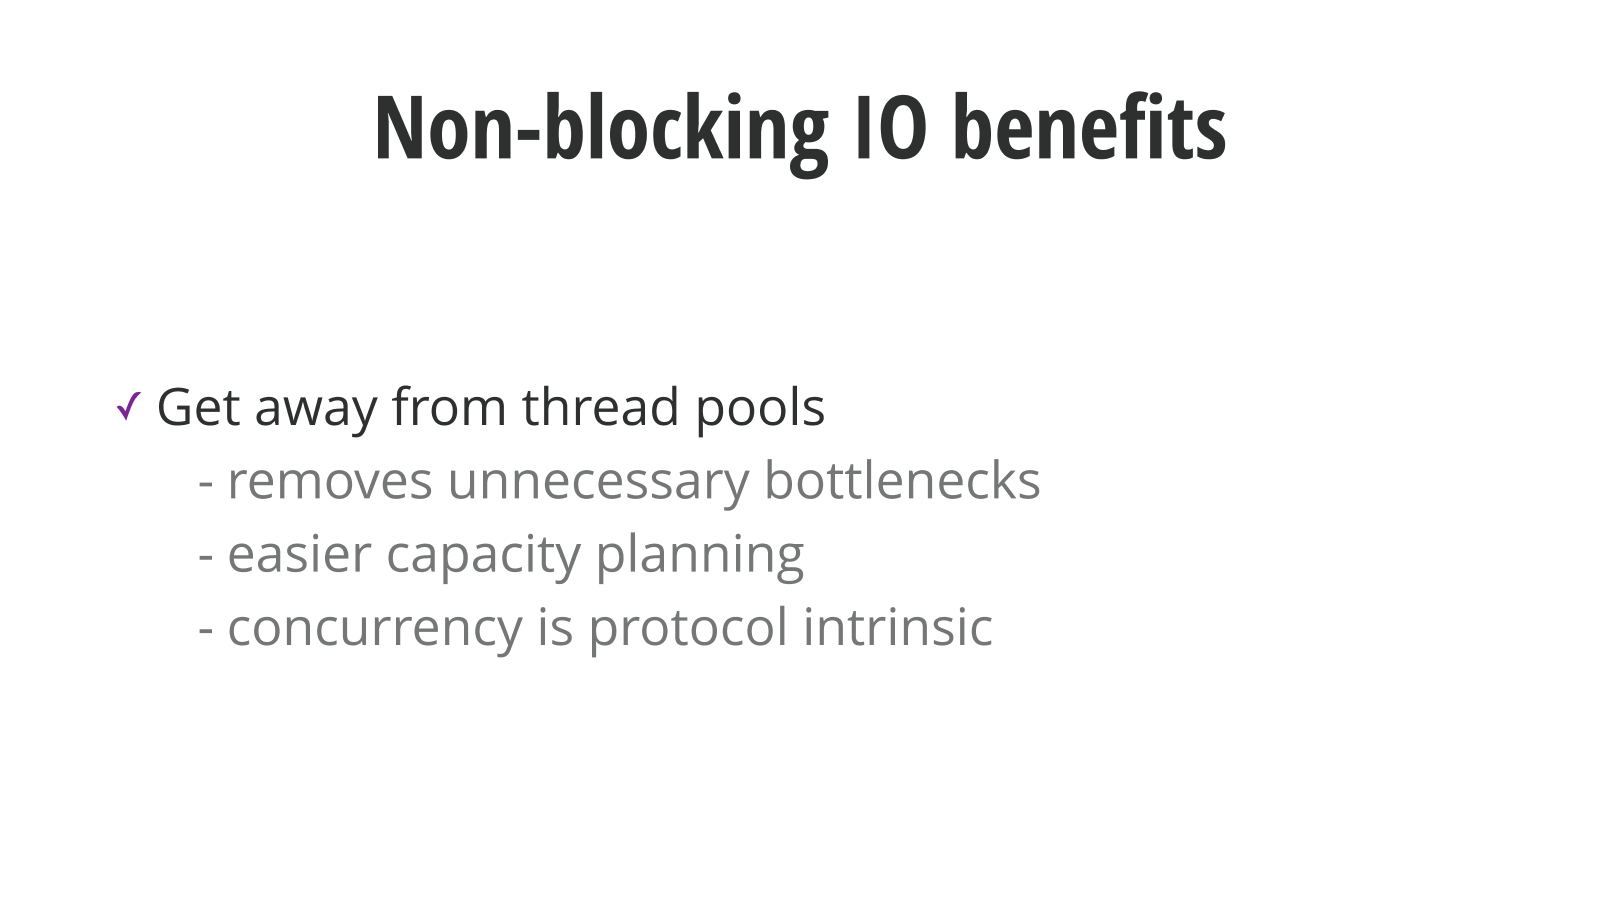 Non-blocking IO benefits
✓ Get away from thread pools
- removes unnecessary bottlenecks
- easier capacity planning
- concurrency is protocol intrinsic